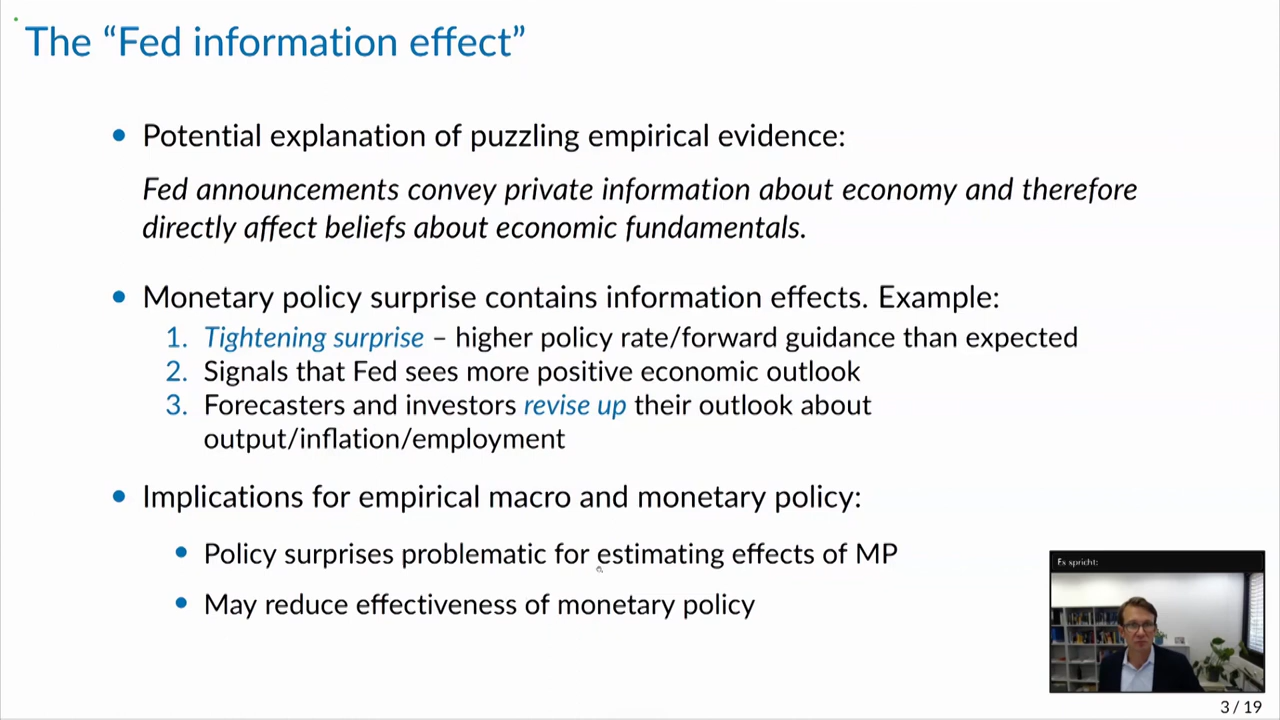 The “Fed information effect”
• Potential explanation of puzzling empirical evidence:
Fed announcements convey private information about economy and therefore
directly affect beliefs about economic fundamentals.
• Monetary policy surprise contains information effects. Example:
1. Tightening surprise – higher policy rate/forward guidance than expected
2. Signals that Fed sees more positive economic outlook
3. Forecasters and investors revise up their outlook about
output/inflation/employment
• Implications for empirical macro and monetary policy:
• Policy surprises problematic for estimating effects of MP
• May reduce effectiveness of monetary policy
Es spricht:
3 / 19